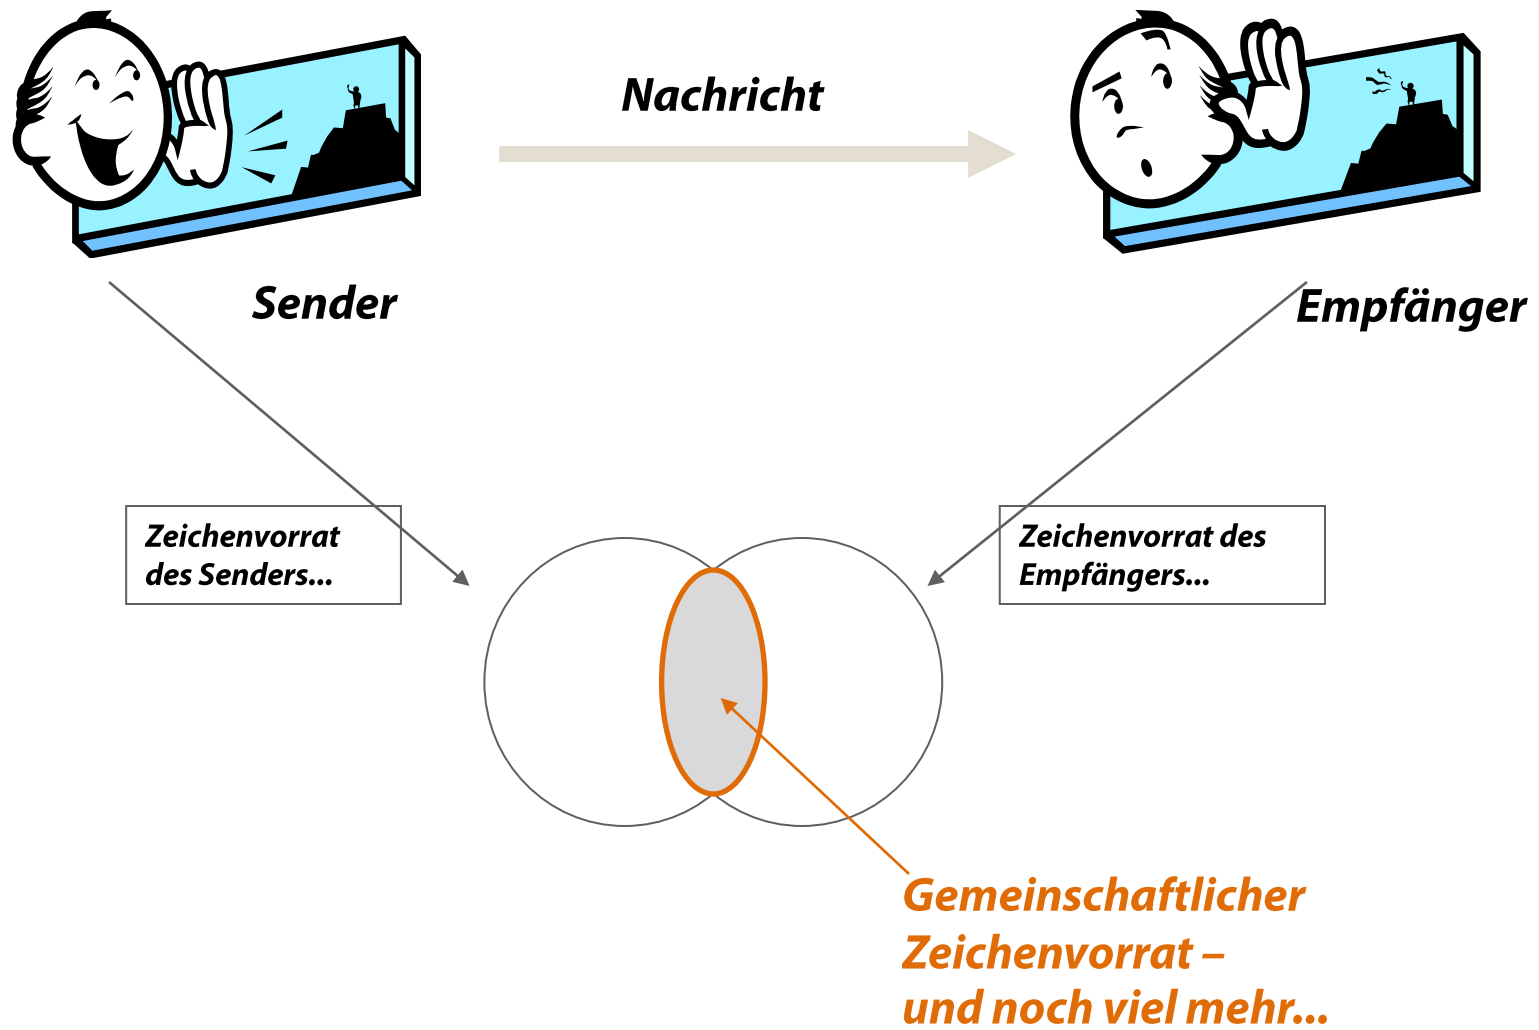 Nachricht
Sender
Empfänger
Zeichenvorrat
des Senders...
Zeichenvorrat des
Empfängers...
Gemeinschaftlicher
Zeichenvorrat –
und noch viel mehr...